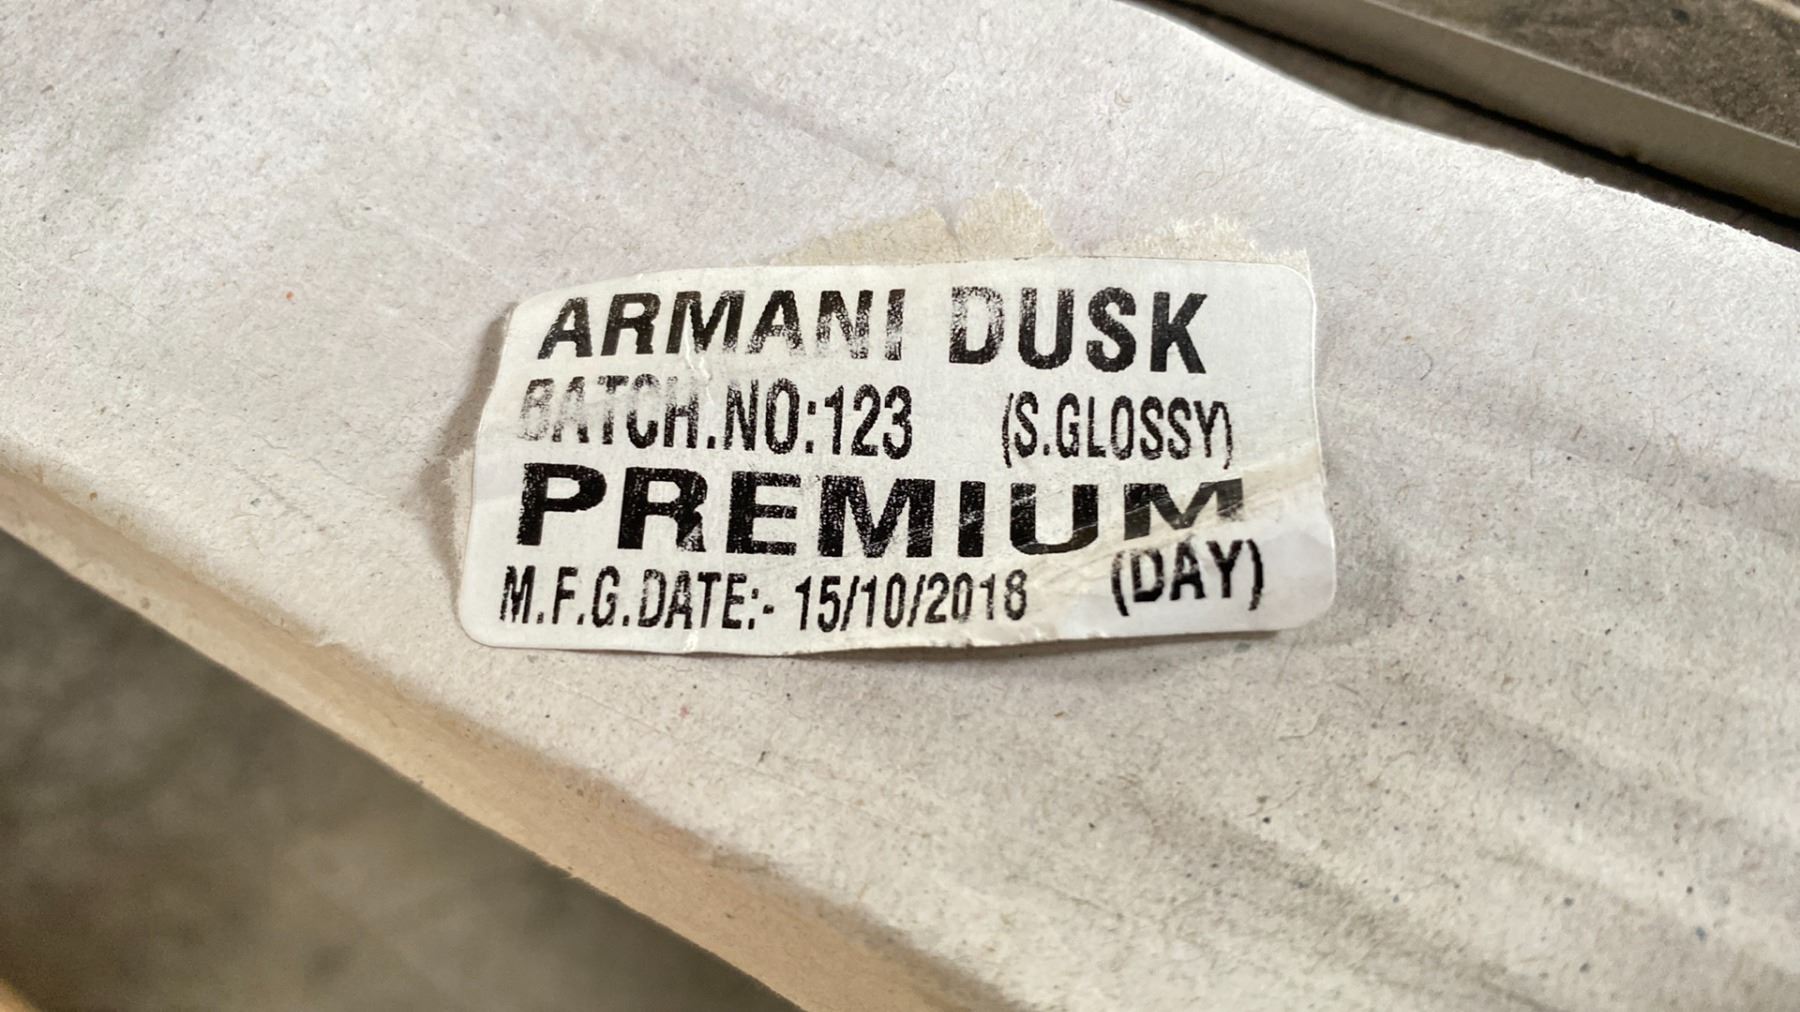 ARMANI DUSK
BATCH.NO:123 (S.GLOSSY)
PREMIUM
M.F.G.DATE:- 15/10/2018 (DAY)